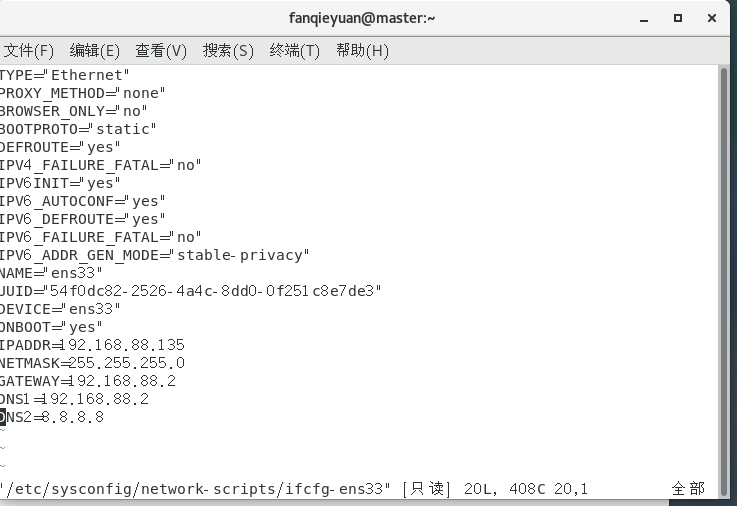 fanqieyuan@master:~
文件(F) 编辑(E) 查看(V) 搜索(S) 终端(T) 帮助(H)
TYPE="Ethernet"
PROXY_METHOD="none"
BROWSER_ONLY="no"
BOOTPROTO="static"
DEFROUTE="yes"
IPV4_FAILURE_FATAL="no"
IPV6INIT="yes"
IPV6_AUTOCONF="yes"
IPV6_DEFROUTE="yes"
IPV6_FAILURE_FATAL="no"
IPV6_ADDR_GEN_MODE="stable-privacy"
NAME="ens33"
UUID="54f0dc82-2526-4a4c-8dd0-0f251c8e7de3"
DEVICE="ens33"
ONBOOT="yes"
IPADDR=192.168.88.135
NETMASK=255.255.255.0
GATEWAY=192.168.88.2
DNS1=192.168.88.2
DNS2=8.8.8.8
~
~
~
"/etc/sysconfig/network-scripts/ifcfg-ens33" [只读] 20L, 408C 20,1 全部